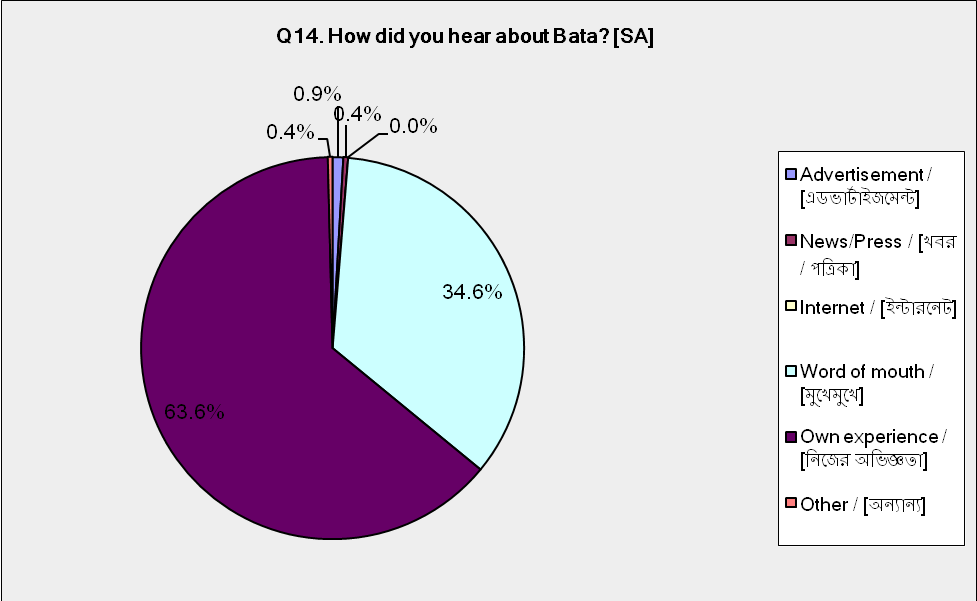 Q14. How did you hear about Bata? [SA]
0.9%
0.4%
0.4%
0.0%
34.6%
63.6%
Advertisement /
[এডভার্টাইজমেন্ট]
News/Press / [খবর
/ পত্রিকা]
Internet / [ইন্টারনেট]
Word of mouth /
[মুখেমুখে]
Own experience /
[নিজের অভিজ্ঞতা]
Other / [অন্যান্য]